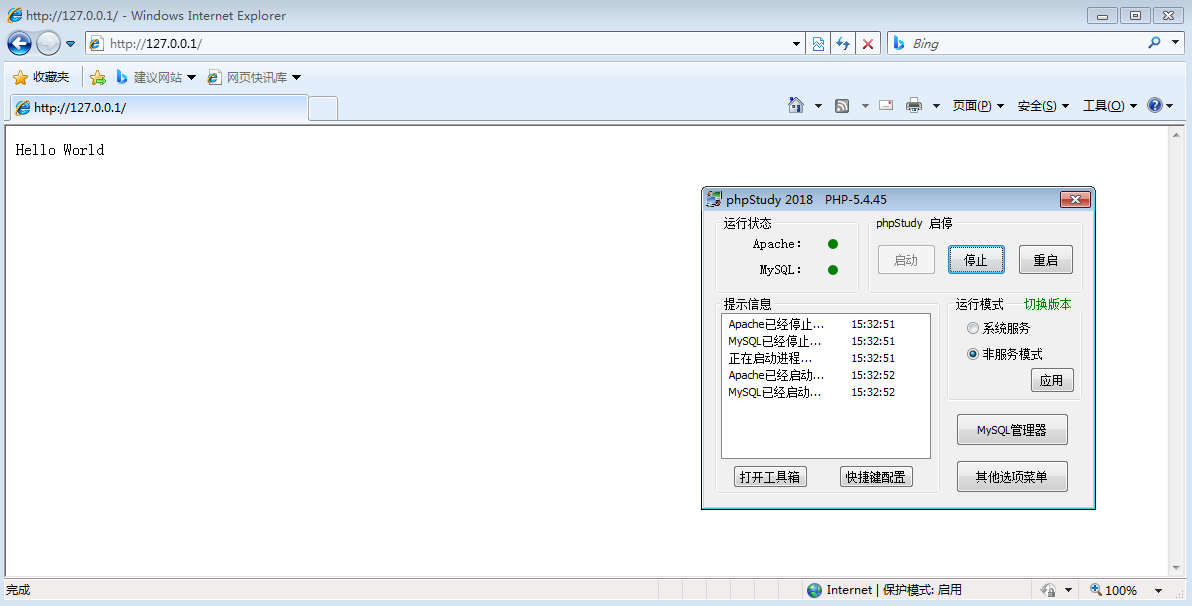 http://127.0.0.1/ - Windows Internet Explorer
http://127.0.0.1/
Bing
收藏夹 建议网站 网页快讯库
http://127.0.0.1/
页面(P) 安全(S) 工具(O)
Hello World
phpStudy 2018 PHP-5.4.45
运行状态
Apache:
MySQL:
phpStudy 启停
启动 停止 重启
提示信息
Apache已经停止... 15:32:51
MySQL已经停止... 15:32:51
正在启动进程... 15:32:51
Apache已经启动... 15:32:52
MySQL已经启动... 15:32:52
打开工具箱 快捷键配置
运行模式 切换版本
系统服务
非服务模式
应用
MySQL管理器
其他选项菜单
完成 Internet | 保护模式: 启用 100%